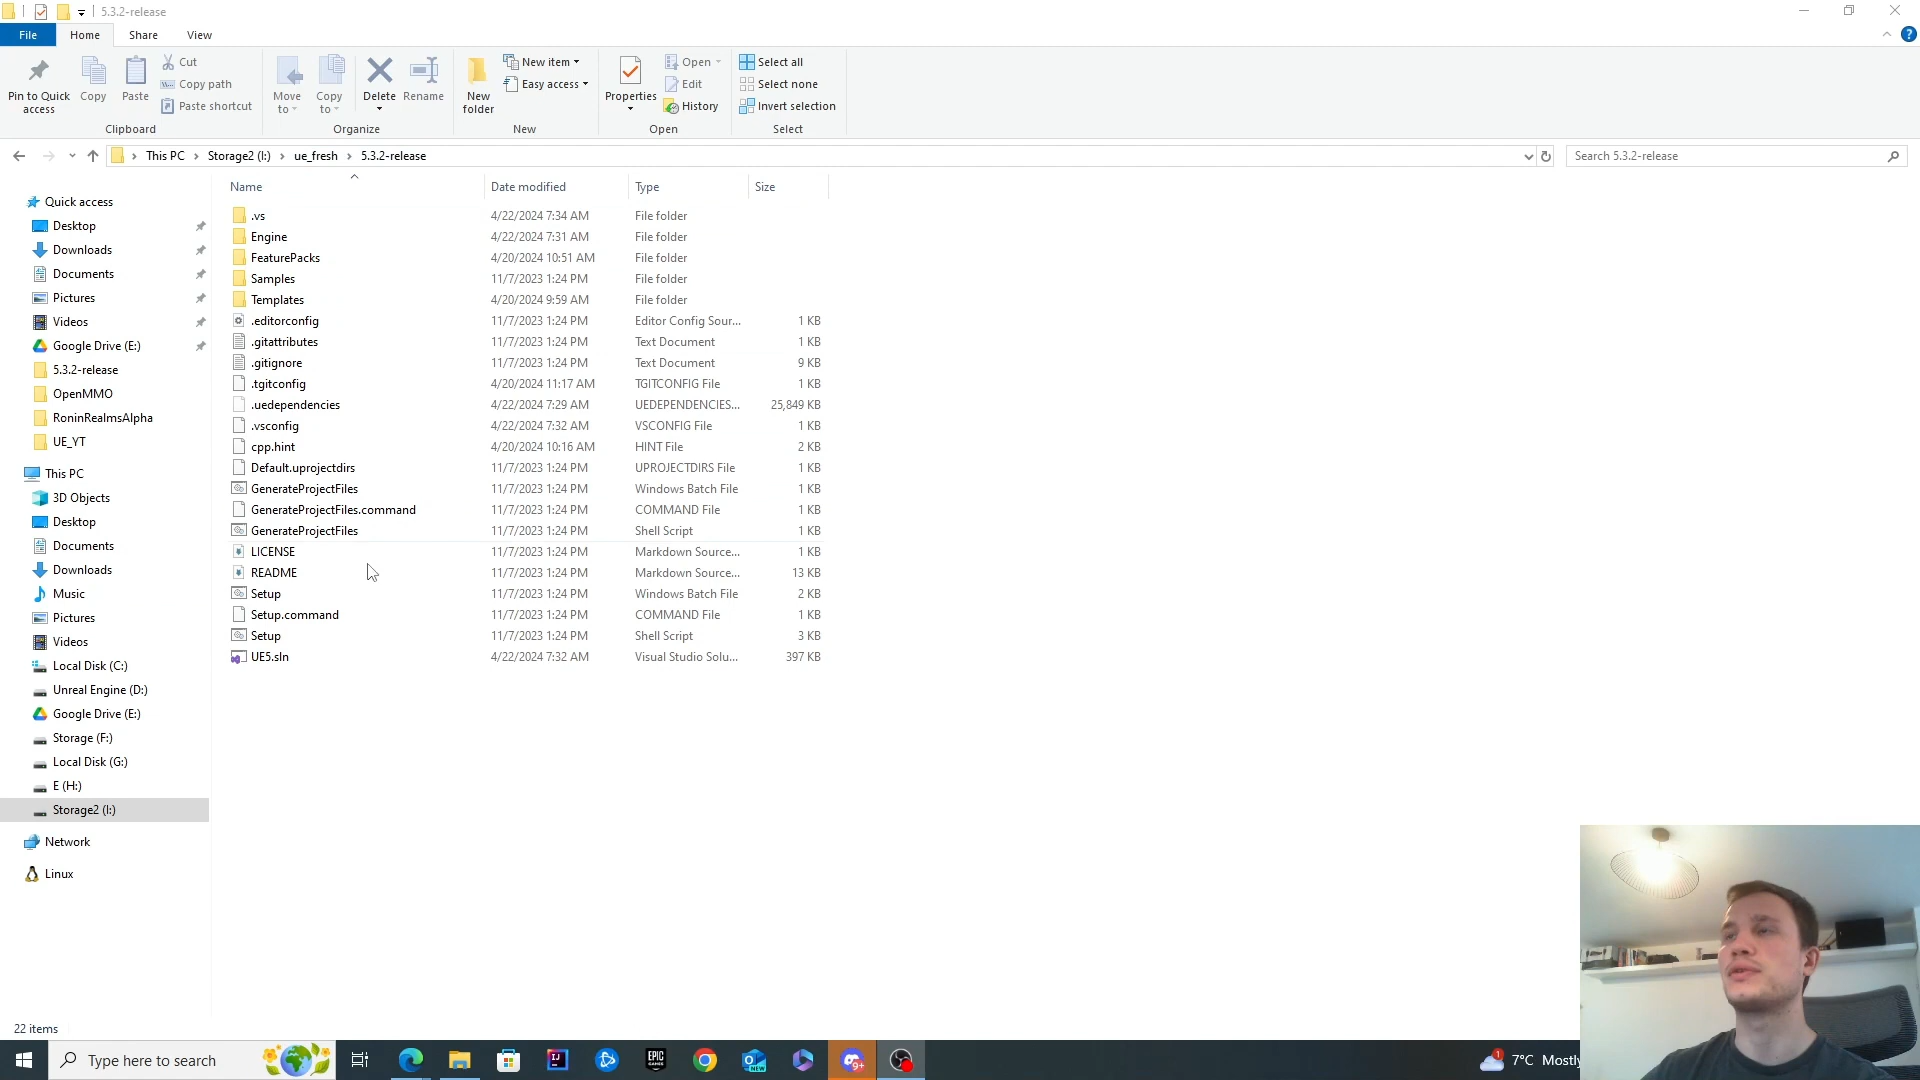 5.3.2-release
File Home Share View
Pin to Quick access
Copy
Paste
Cut
Copy path
Paste shortcut
Clipboard
Move to
Copy to
Delete
Rename
Organize
New folder
New item
Easy access
New
Properties
Open
Edit
History
Open
Select all
Select none
Invert selection
Select
This PC › Storage2 (I:) › ue_fresh › 5.3.2-release
Search 5.3.2-release
Name Date modified Type Size
.vs 4/22/2024 7:34 AM File folder
Engine 4/22/2024 7:31 AM File folder
FeaturePacks 4/20/2024 10:51 AM File folder
Samples 11/7/2023 1:24 PM File folder
Templates 4/20/2024 9:59 AM File folder
.editorconfig 11/7/2023 1:24 PM Editor Config Sour... 1 KB
.gitattributes 11/7/2023 1:24 PM Text Document 1 KB
.gitignore 11/7/2023 1:24 PM Text Document 9 KB
.tgitconfig 4/20/2024 11:17 AM TGITCONFIG File 1 KB
.uedependencies 4/22/2024 7:29 AM UEDEPENDENCIES... 25,849 KB
.vsconfig 4/22/2024 7:32 AM VSCONFIG File 1 KB
cpp.hint 4/20/2024 10:16 AM HINT File 2 KB
Default.uprojectdirs 11/7/2023 1:24 PM UPROJECTDIRS File 1 KB
GenerateProjectFiles 11/7/2023 1:24 PM Windows Batch File 1 KB
GenerateProjectFiles.command 11/7/2023 1:24 PM COMMAND File 1 KB
GenerateProjectFiles 11/7/2023 1:24 PM Shell Script 1 KB
LICENSE 11/7/2023 1:24 PM Markdown Source... 1 KB
README 11/7/2023 1:24 PM Markdown Source... 13 KB
Setup 11/7/2023 1:24 PM Windows Batch File 2 KB
Setup.command 11/7/2023 1:24 PM COMMAND File 1 KB
Setup 11/7/2023 1:24 PM Shell Script 3 KB
UE5.sln 4/22/2024 7:32 AM Visual Studio Solu... 397 KB
Quick access
Desktop
Downloads
Documents
Pictures
Videos
Google Drive (E:)
5.3.2-release
OpenMMO
RoninRealmsAlpha
UE_YT
This PC
3D Objects
Desktop
Documents
Downloads
Music
Pictures
Videos
Local Disk (C:)
Unreal Engine (D:)
Google Drive (E:)
Storage (F:)
Local Disk (G:)
E (H:)
Storage2 (I:)
Network
Linux
22 items
Type here to search
EPIC
NEW
9+
1
7°C Mostly